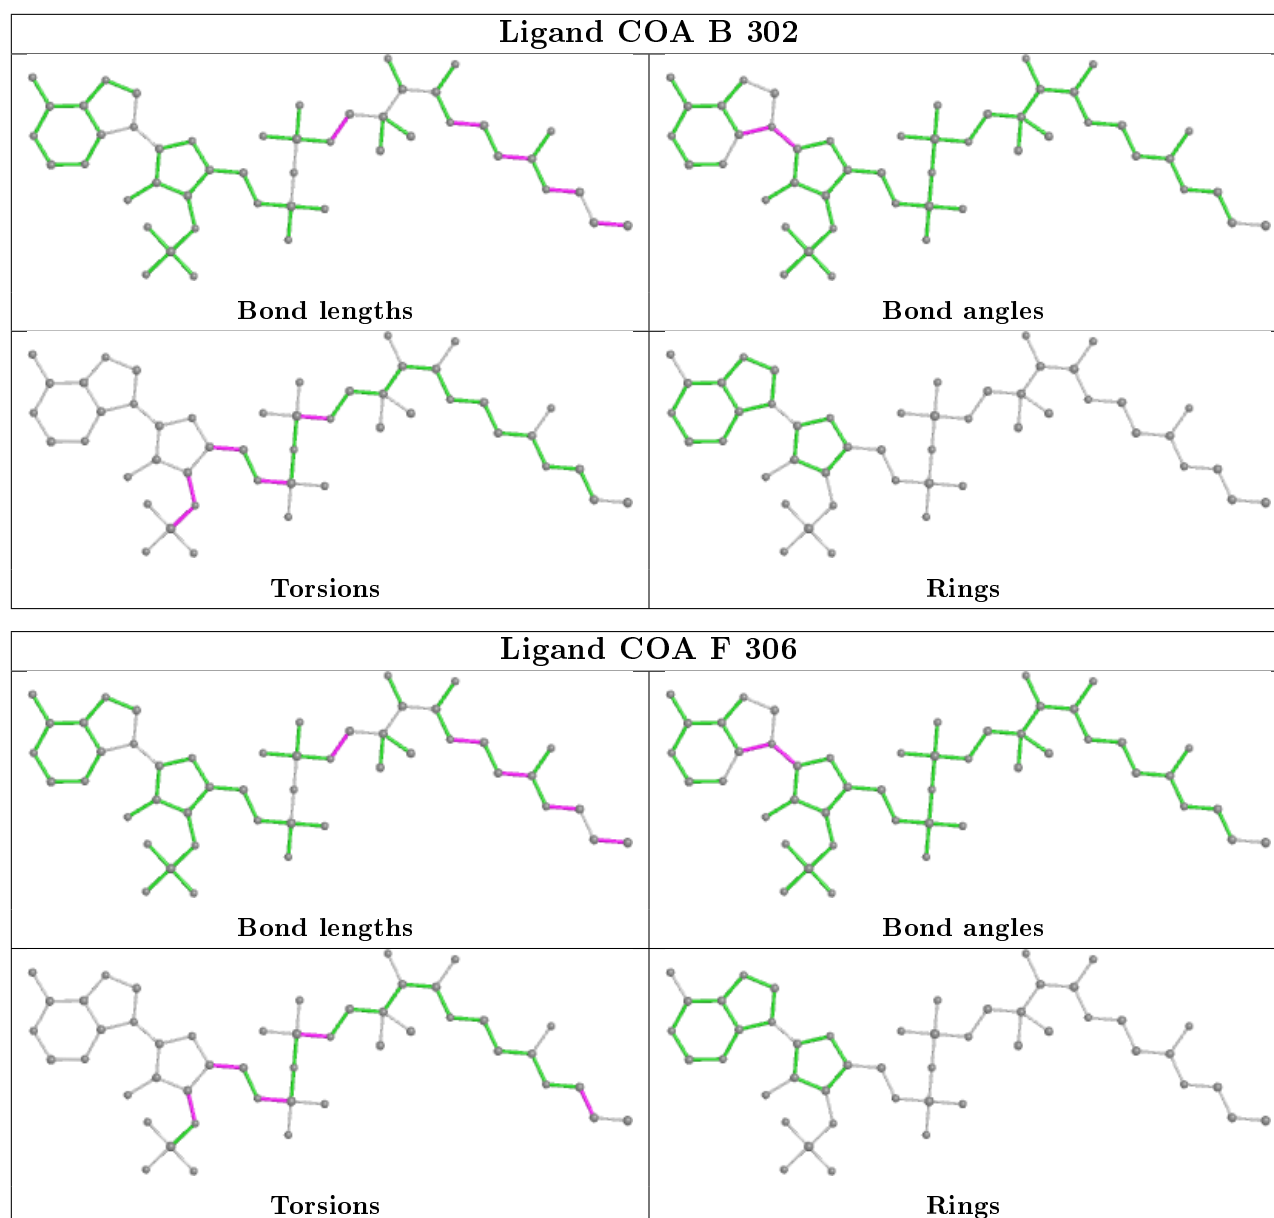 Ligand COA B 302
Bond lengths
Bond angles
Torsions
Rings
Ligand COA F 306
Bond lengths
Bond angles
Torsions
Rings